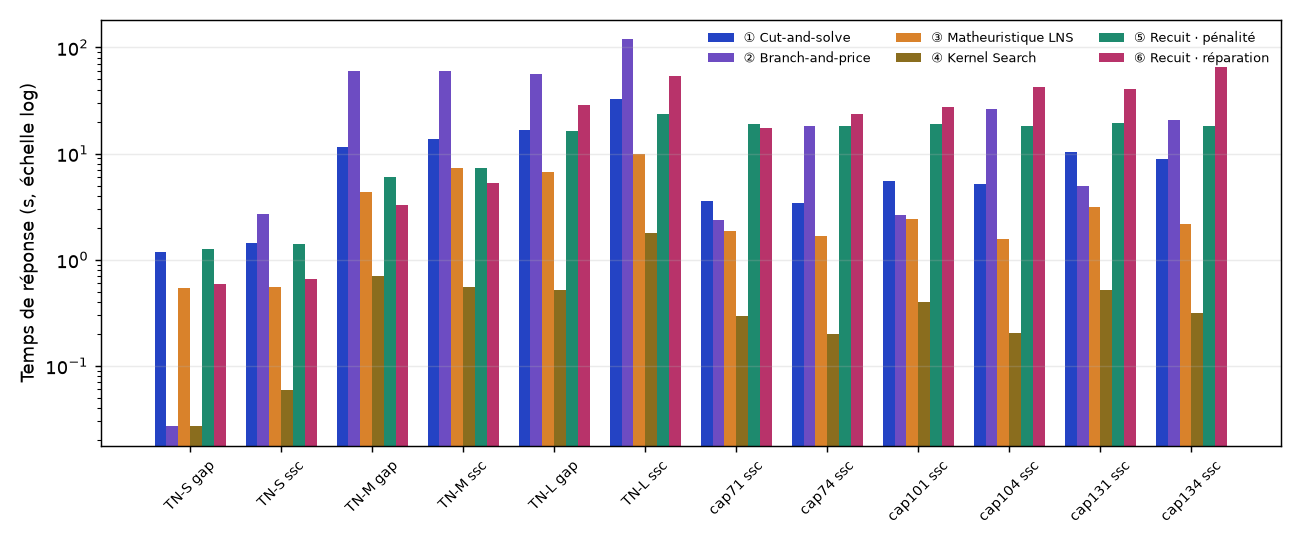 ① Cut-and-solve
② Branch-and-price
③ Matheuristique LNS
④ Kernel Search
⑤ Recuit · pénalité
⑥ Recuit · réparation
Temps de réponse (s, échelle log)
10²
10¹
10⁰
10⁻¹
TN-S gap
TN-S ssc
TN-M gap
TN-M ssc
TN-L gap
TN-L ssc
cap71 ssc
cap74 ssc
cap101 ssc
cap104 ssc
cap131 ssc
cap134 ssc